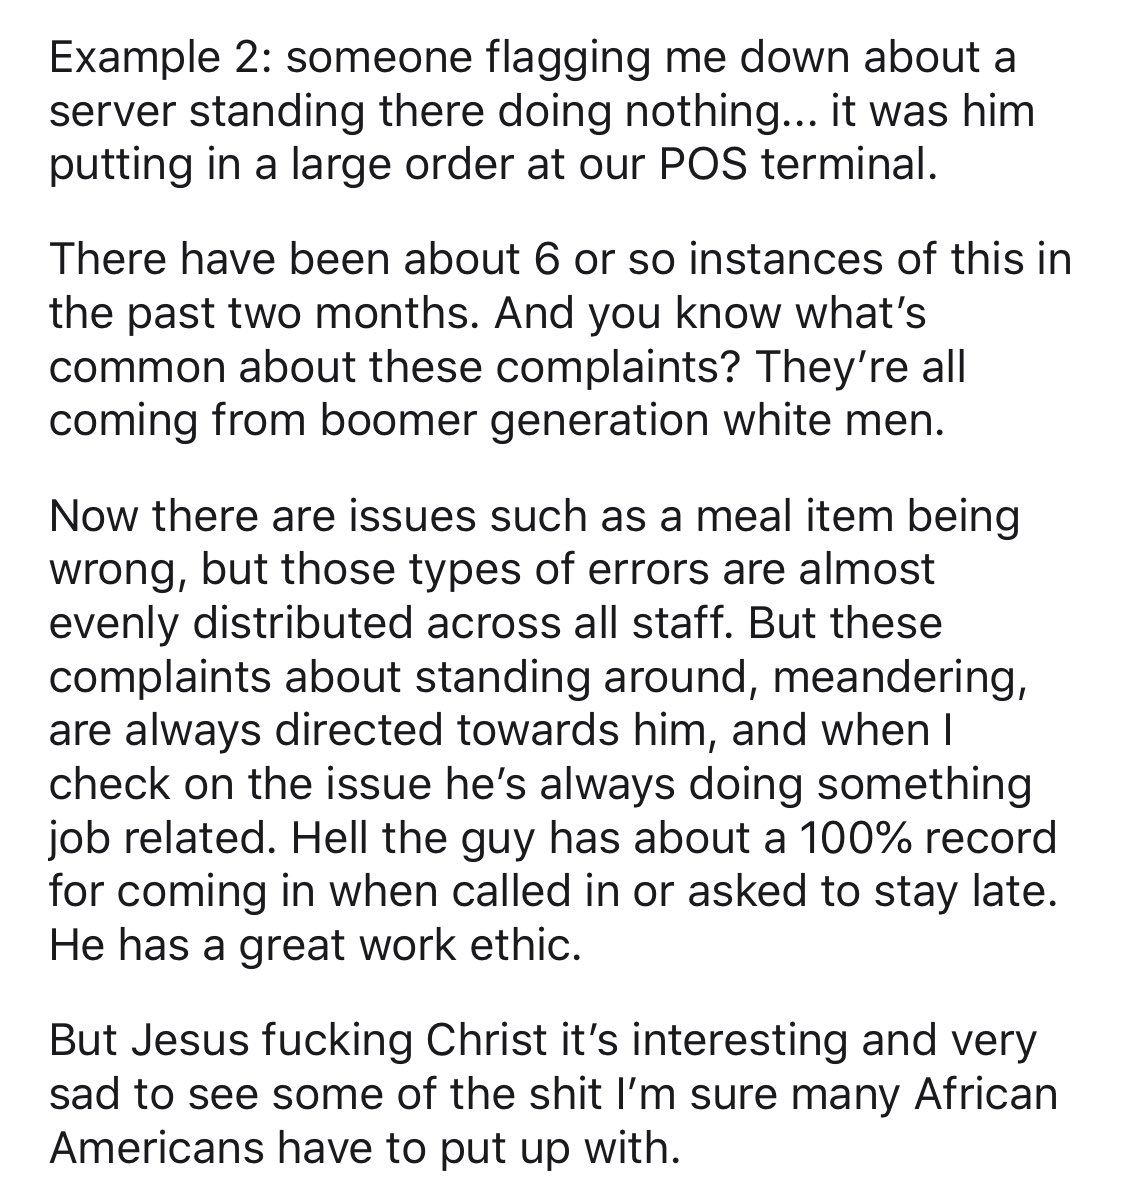 Example 2: someone flagging me down about a
server standing there doing nothing... it was him
putting in a large order at our POS terminal.
There have been about 6 or so instances of this in
the past two months. And you know what's
common about these complaints? They're all
coming from boomer generation white men.
Now there are issues such as a meal item being
wrong, but those types of errors are almost
evenly distributed across all staff. But these
complaints about standing around, meandering,
are always directed towards him, and when I
check on the issue he's always doing something
job related. Hell the guy has about a 100% record
for coming in when called in or asked to stay late.
He has a great work ethic.
But Jesus fucking Christ it's interesting and very
sad to see some of the shit I'm sure many African
Americans have to put up with.